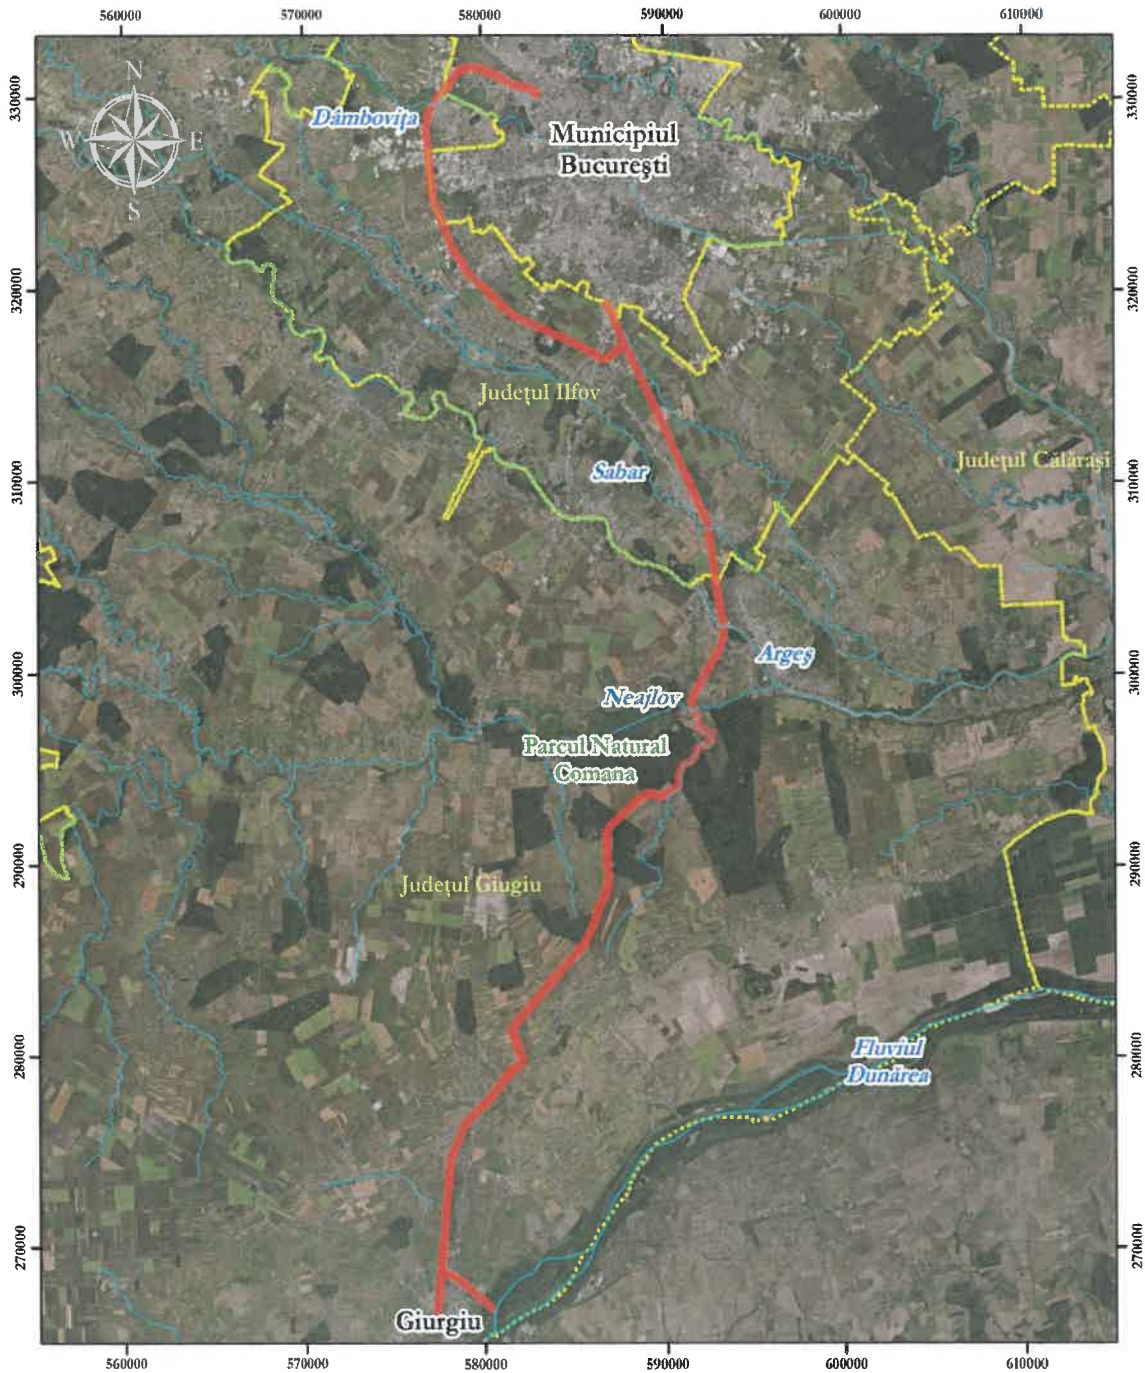 560000 570000 580000 590000 600000 610000
330000
320000
310000
300000
290000
280000
270000
330000
320000
310000
300000
290000
280000
270000
N
W E
S
Dâmbovița
Municipiul
București
Județul Ilfov
Sabar
Județul Călărași
Argeș
Neajlov
Parcul Natural
Comana
Județul Giugiu
Fluviul
Dunărea
Giurgiu
560000 570000 580000 590000 600000 610000